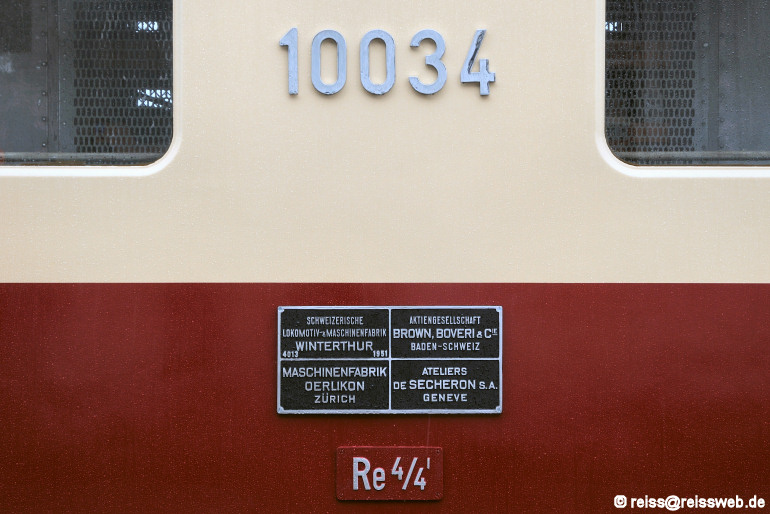 10034
SCHWEIZERISCHE
LOKOMOTIV-& MASCHINENFABRIK
WINTERTHUR
4013 1951
AKTIENGESELLSCHAFT
BROWN, BOVERI & CIE
BADEN-SCHWEIZ
MASCHINENFABRIK
OERLIKON
ZÜRICH
ATELIERS
DE SECHERON S.A.
GENEVE
Re 4/4 I
© reiss@reissweb.de